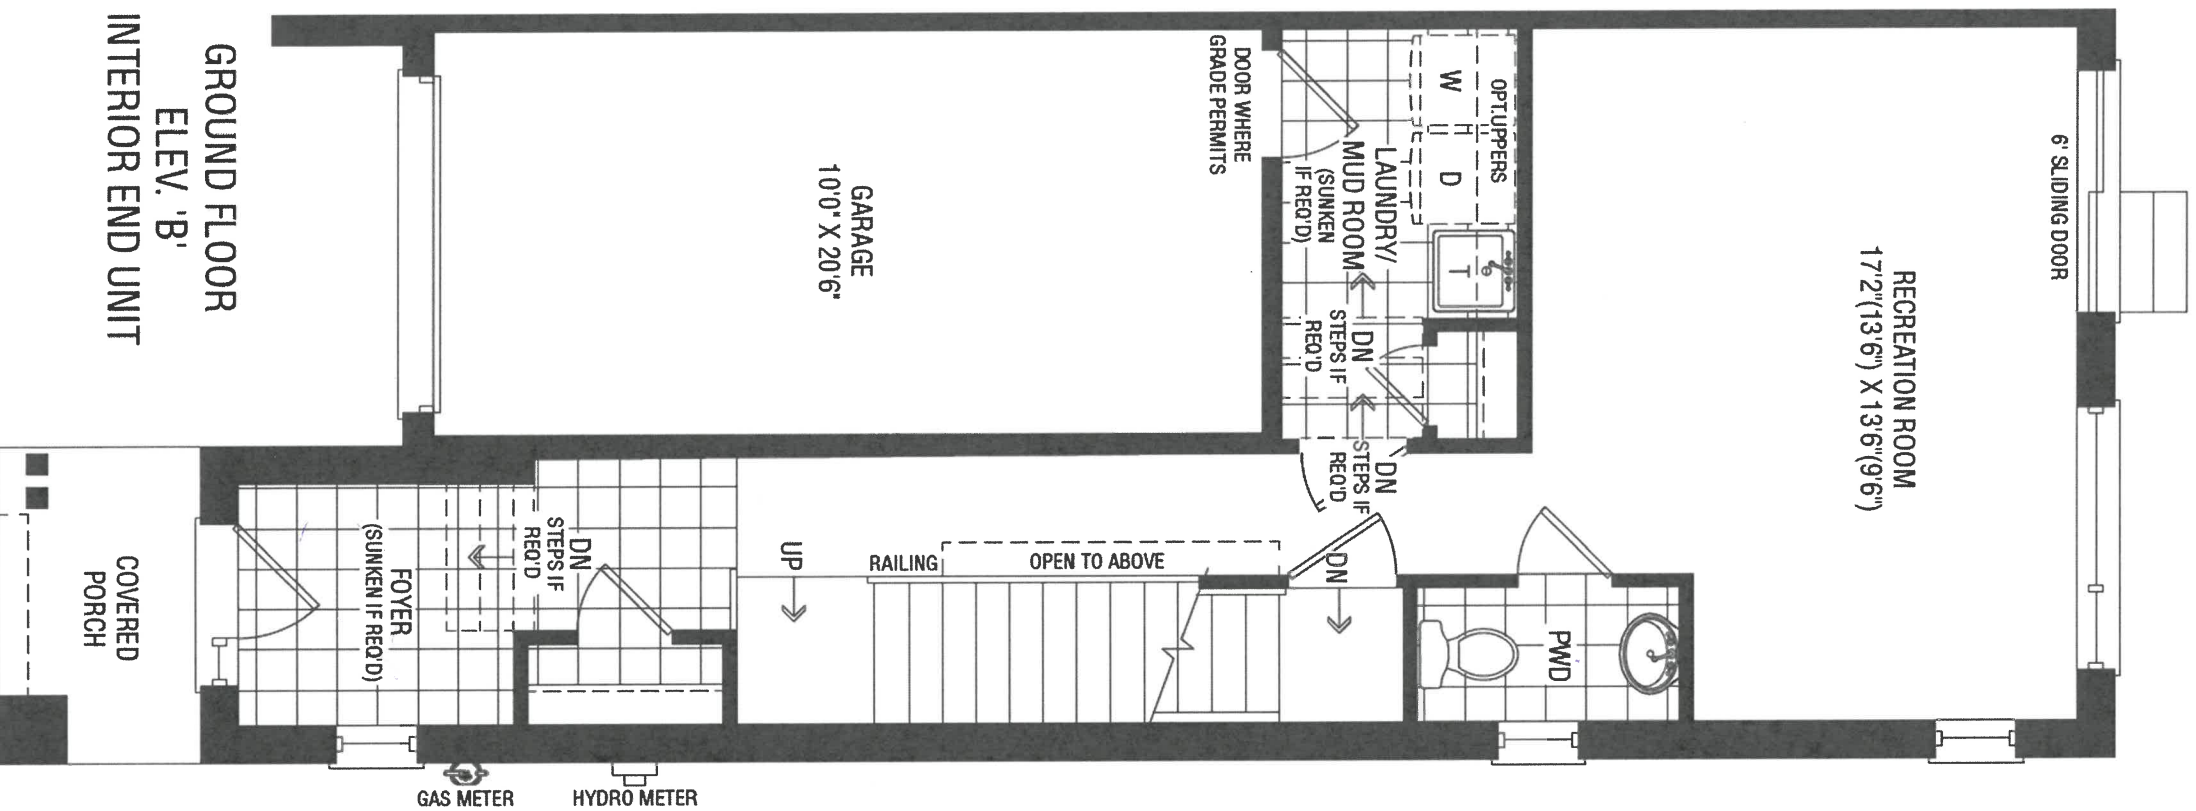 GROUND FLOOR
ELEV. 'B'
INTERIOR END UNIT
GARAGE
10'0" X 20'6"
DOOR WHERE
GRADE PERMITS
OPT.UPPERS
W
D
LAUNDRY/
MUD ROOM
(SUNKEN
IF REQ'D)
T
DN
STEPS IF
REQ'D
DN
STEPS IF
REQ'D
6' SLIDING DOOR
RECREATION ROOM
17'2"(13'6") X 13'6"(9'6")
COVERED
PORCH
FOYER
(SUNKEN IF REQ'D)
DN
STEPS IF
REQ'D
UP
RAILING
OPEN TO ABOVE
DN
PWD
GAS METER
HYDRO METER